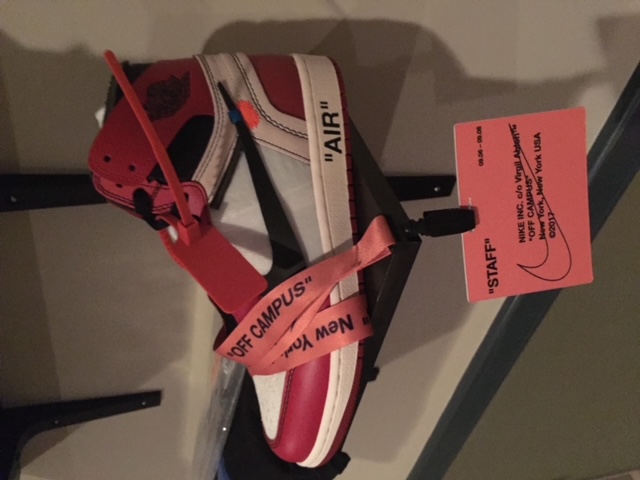 "OFF CAMPUS"
New York
"AIR"
"STAFF"
09.06 – 09.08
NIKE INC. c/o Virgil Abloh™
"OFF CAMPUS"
New York, New York USA
©2017